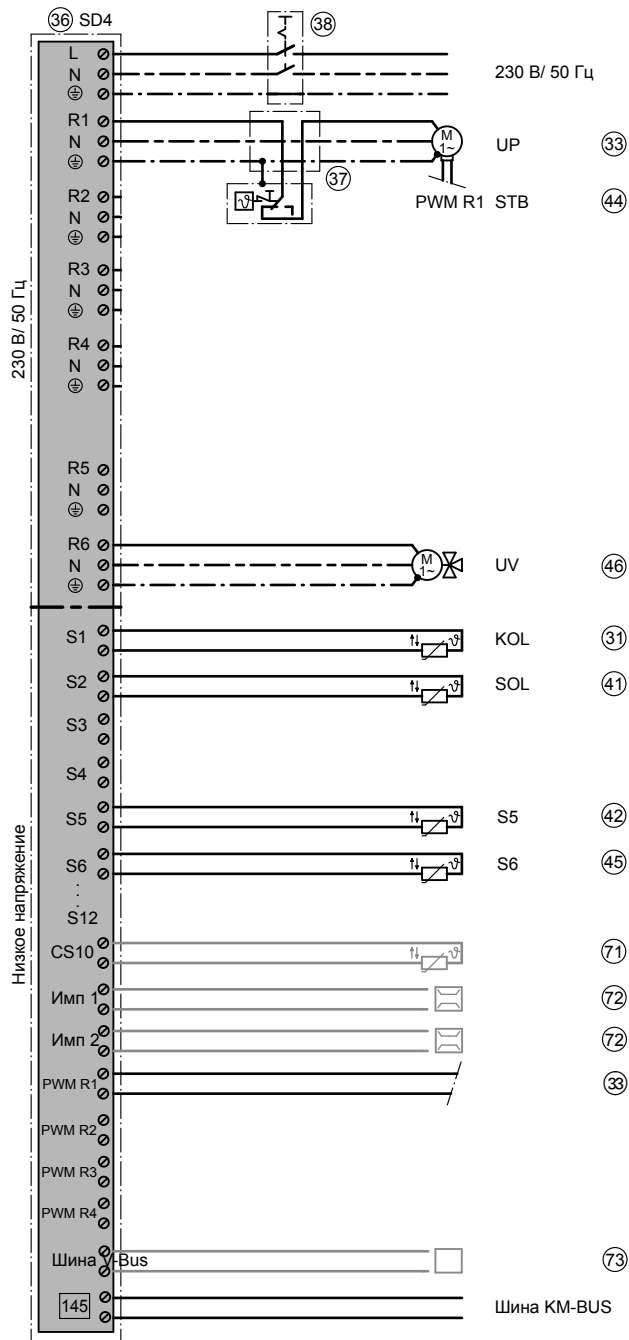 36 SD4
38
L
N
230 В/ 50 Гц
R1
N
M
1~
UP
33
37
R2
N
ϑ
PWM R1 STB
44
R3
N
230 В/ 50 Гц
R4
N
R5
N
R6
N
M
1~
UV
46
S1
ϑ
KOL
31
S2
ϑ
SOL
41
S3
S4
S5
ϑ
S5
42
S6
ϑ
S6
45
:
S12
Низкое напряжение
CS10
ϑ
71
Имп 1
72
Имп 2
72
PWM R1
33
PWM R2
PWM R3
PWM R4
Шина V-Bus
73
145
Шина KM-BUS